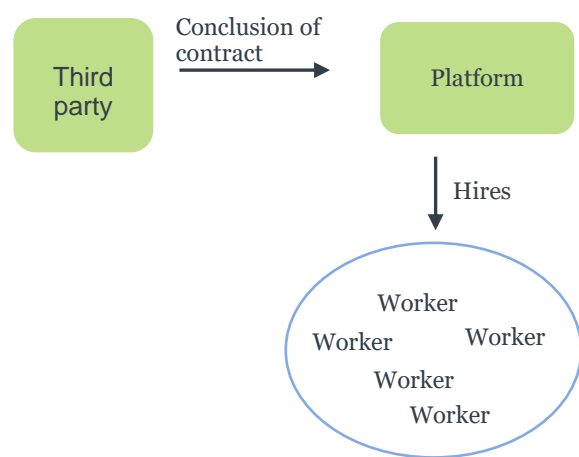 Third
party
Conclusion of
contract
Platform
Hires
Worker
Worker
Worker
Worker
Worker